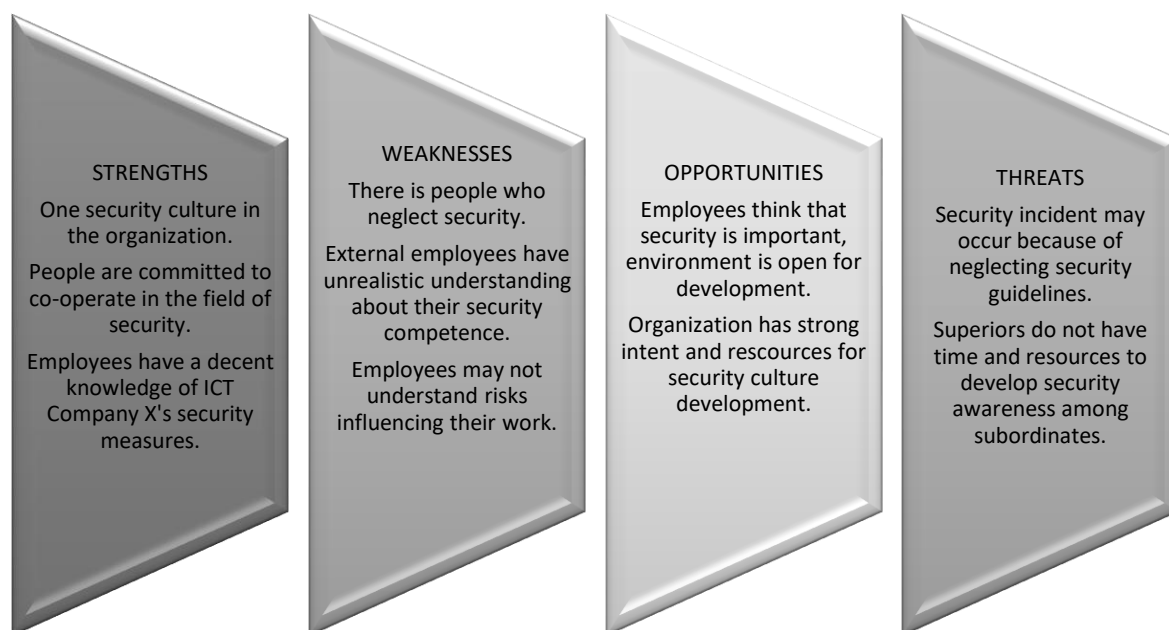 STRENGTHS
One security culture in
the organization.
People are committed to
co-operate in the field of
security.
Employees have a decent
knowledge of ICT
Company X's security
measures.
WEAKNESSES
There is people who
neglect security.
External employees have
unrealistic understanding
about their security
competence.
Employees may not
understand risks
influencing their work.
OPPORTUNITIES
Employees think that
security is important,
environment is open for
development.
Organization has strong
intent and rescources for
security culture
development.
THREATS
Security incident may
occur because of
neglecting security
guidelines.
Superiors do not have
time and resources to
develop security
awareness among
subordinates.